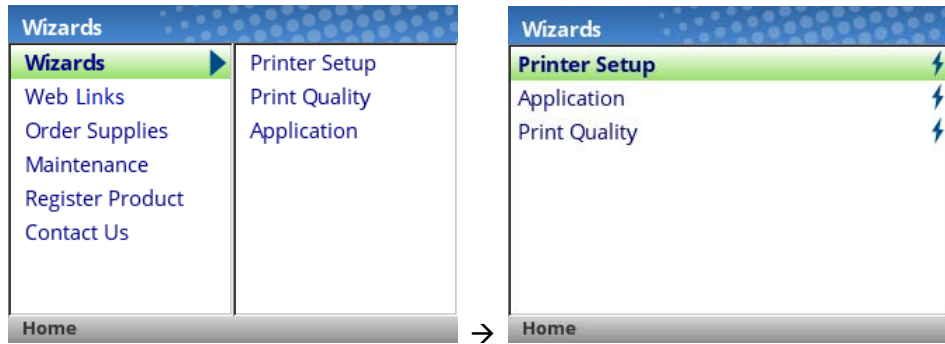 Wizards
Wizards
Web Links
Order Supplies
Maintenance
Register Product
Contact Us
Printer Setup
Print Quality
Application
Home
→
Wizards
Printer Setup
Application
Print Quality
Home